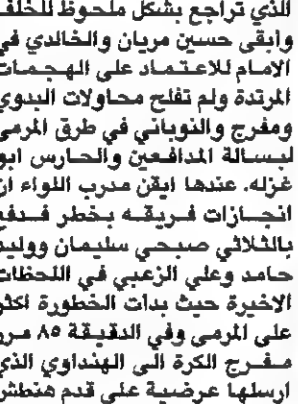 الذي تراجع بشكل ملحوظ للخلف
وابقى حسين مريان والخالدي في
الامام للاعتماد على الهجمات
المرتدة ولم تفلح محاولات البدوي
ومفرج والنوباني في طرق المرمى
لبسالة المدافعين والحارس ابو
غزله. عندها ايقن مدرب اللواء ان
انجازات فريقه بخطر فدفع
بالثلاثي صبحي سليمان ووليد
حامد وعلي الزعبي في اللحظات
الاخيرة حيث بدات الخطورة اكثر
على المرمى وفي الدقيقة ٨٥ مرر
مفرج الكرة الى الهنداوي الذي
ارسلها عرضية على قدم هنطش